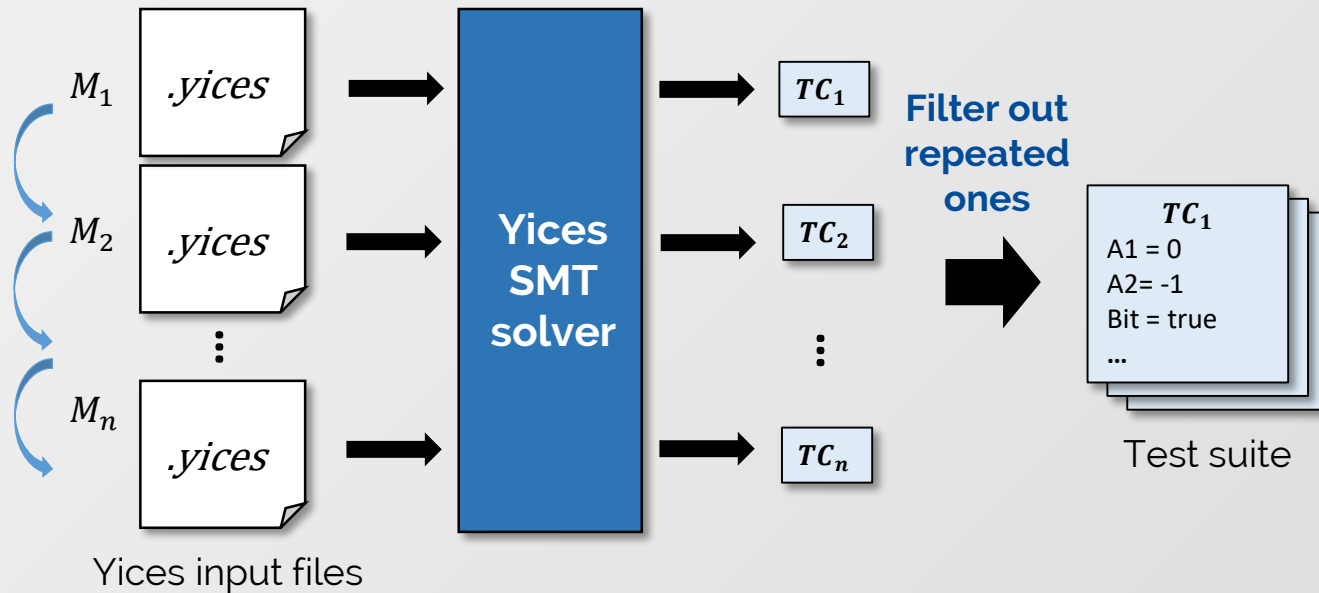 M₁
.yices
M₂
.yices
⋮
Mₙ
.yices
Yices input files
Yices
SMT
solver
TC₁
TC₂
⋮
TCₙ
Filter out
repeated
ones
TC₁
A1 = 0
A2= -1
Bit = true
...
Test suite